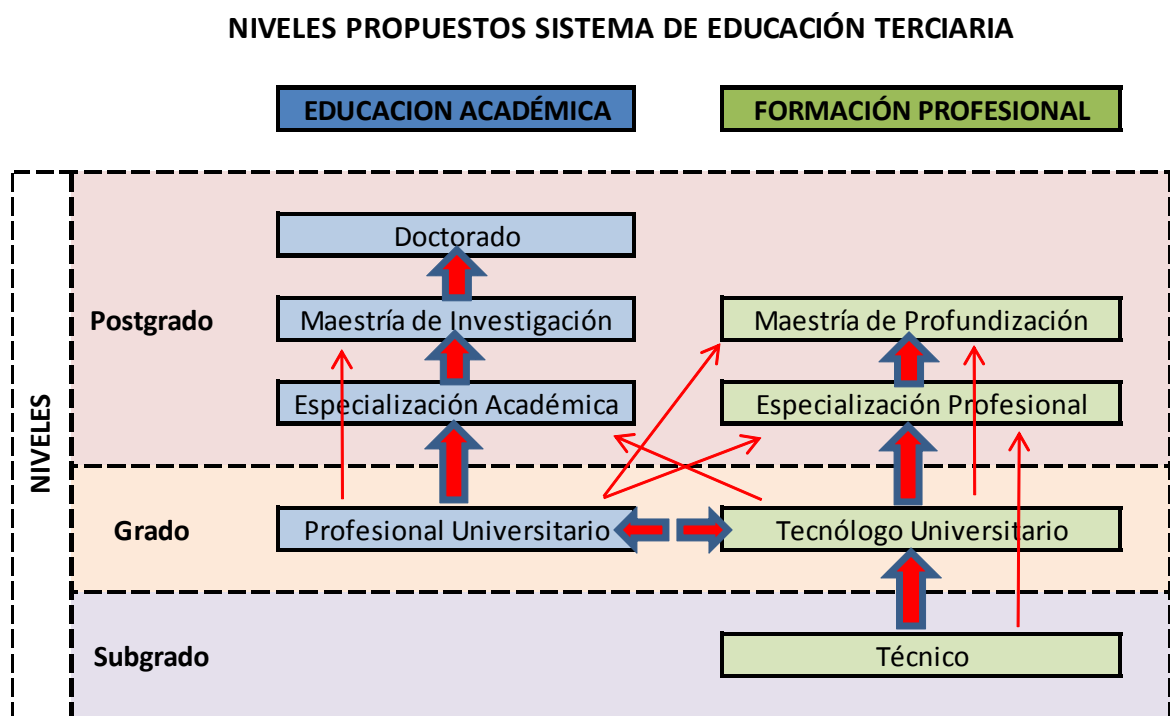 NIVELES PROPUESTOS SISTEMA DE EDUCACIÓN TERCIARIA
EDUCACION ACADÉMICA
FORMACIÓN PROFESIONAL
NIVELES
Postgrado
Doctorado
Maestría de Investigación
Maestría de Profundización
Especialización Académica
Especialización Profesional
Grado
Profesional Universitario
Tecnólogo Universitario
Subgrado
Técnico